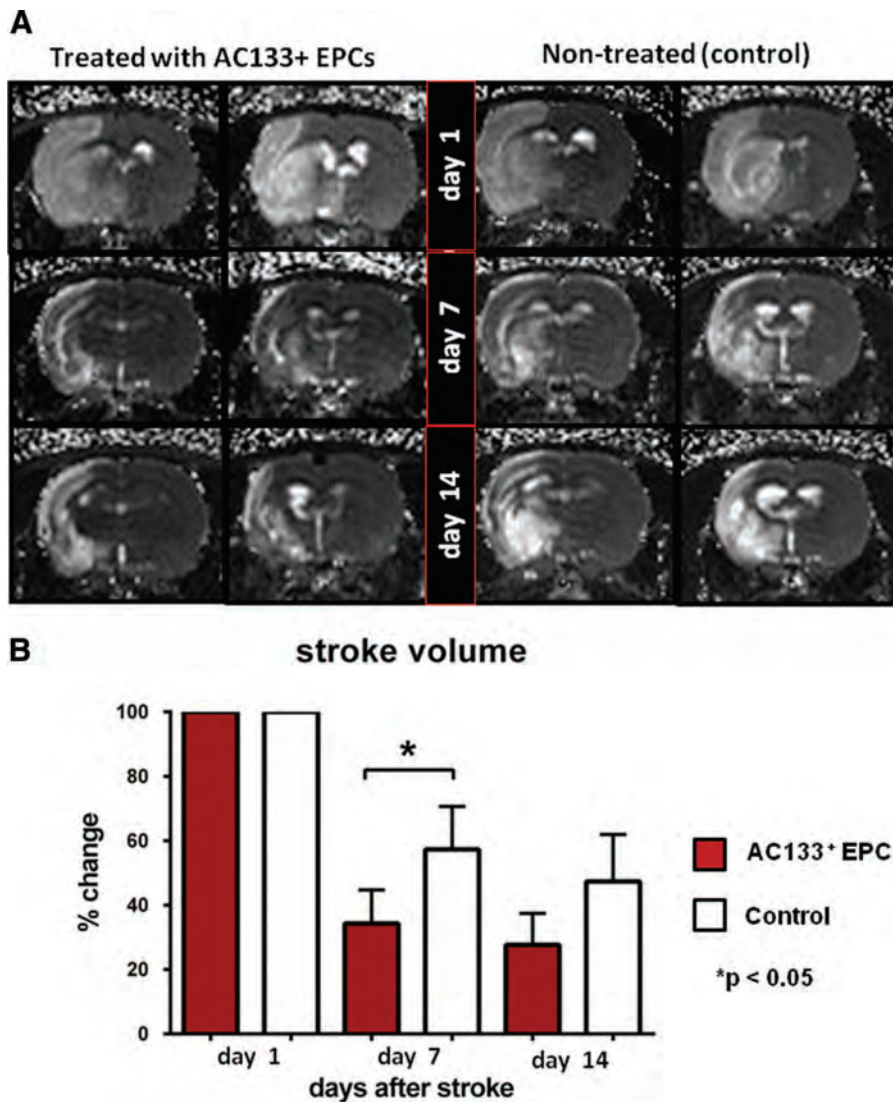 A
Treated with AC133+ EPCs
Non-treated (control)
day 1
day 7
day 14
B
stroke volume
100
80
60
40
20
0
% change
*
day 1
day 7
day 14
days after stroke
AC133+ EPC
Control
*p < 0.05